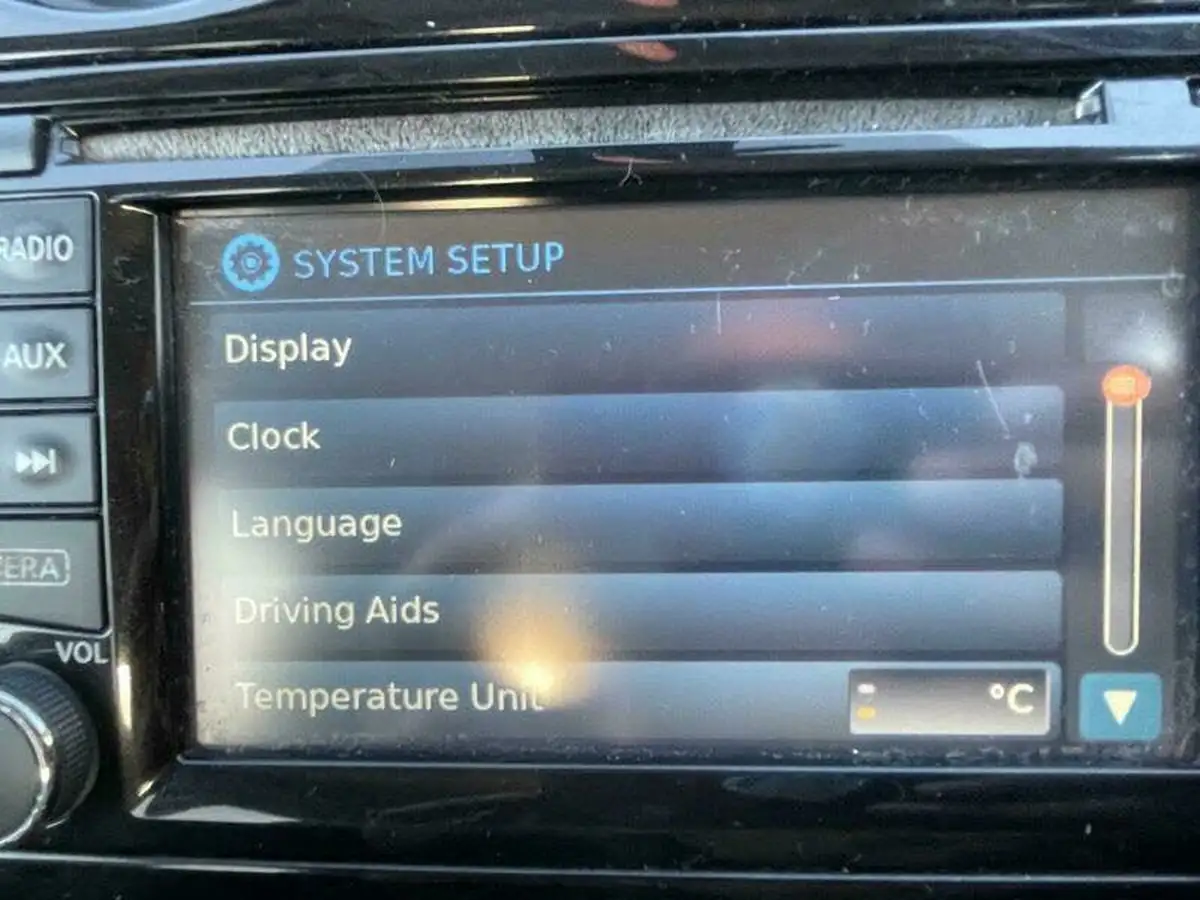 RADIO
AUX
VOL
SYSTEM SETUP
Display
Clock
Language
Driving Aids
Temperature Unit
°C